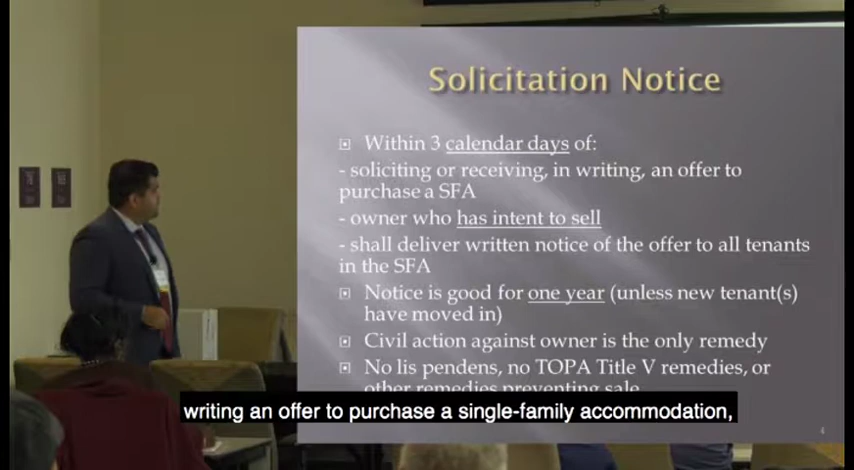 Solicitation Notice
Within 3 calendar days of:
- soliciting or receiving, in writing, an offer to
purchase a SFA
- owner who has intent to sell
- shall deliver written notice of the offer to all tenants
in the SFA
Notice is good for one year (unless new tenant(s)
have moved in)
Civil action against owner is the only remedy
No lis pendens, no TOPA Title V remedies, or
other remedies preventing sale
writing an offer to purchase a single-family accommodation,
4